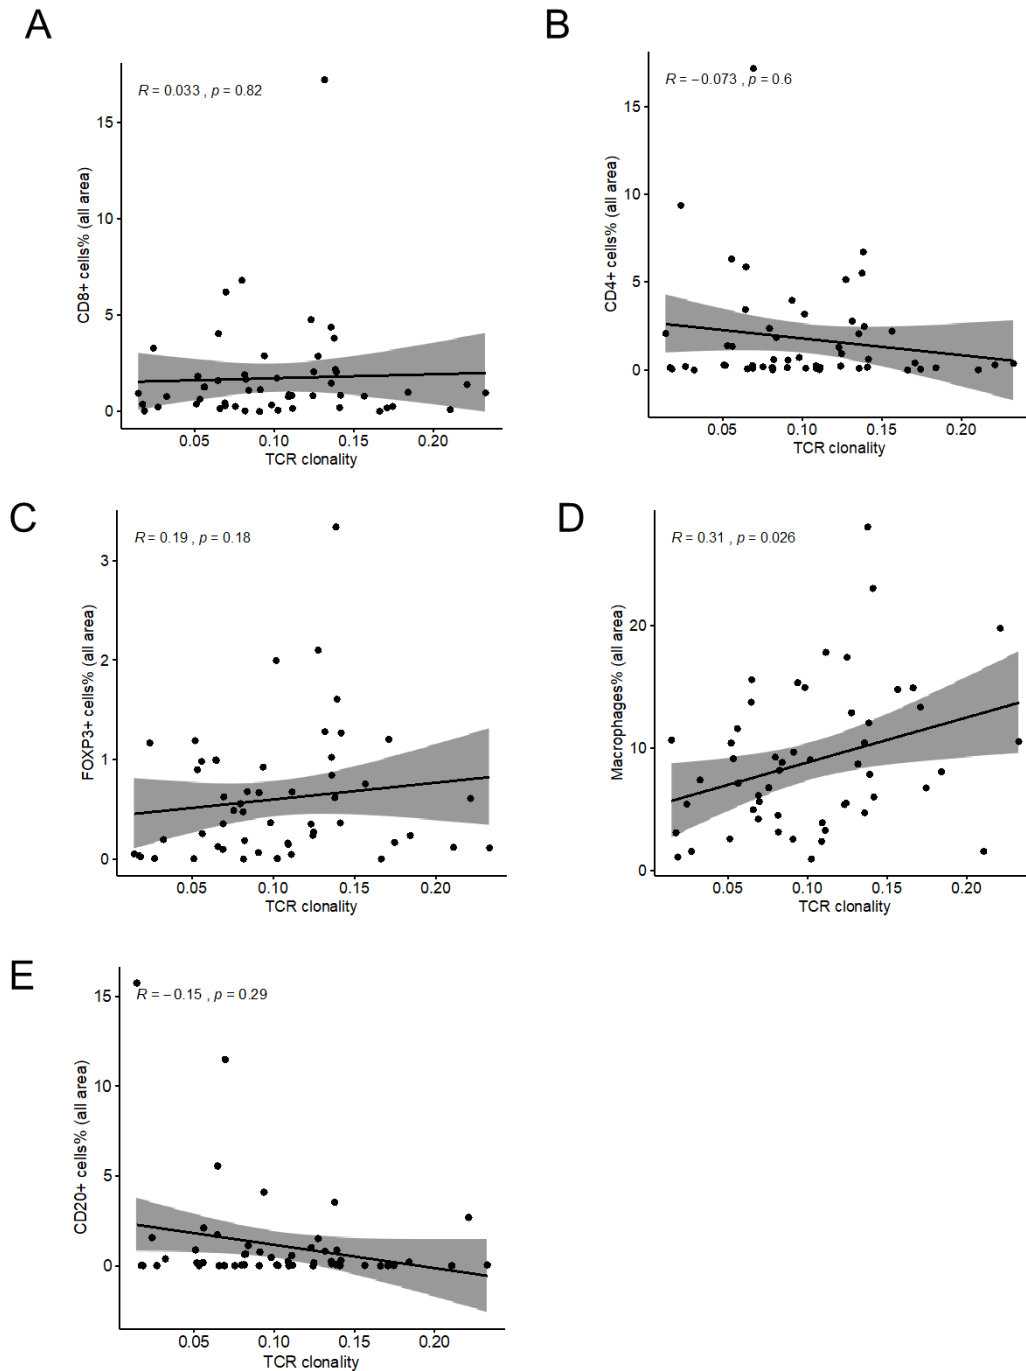 A
R = 0.033 , p = 0.82
CD8+ cells% (all area)
15
10
5
0
0.05 0.10 0.15 0.20
TCR clonality
B
R = −0.073 , p = 0.6
CD4+ cells% (all area)
15
10
5
0
0.05 0.10 0.15 0.20
TCR clonality
C
R = 0.19 , p = 0.18
FOXP3+ cells% (all area)
3
2
1
0
0.05 0.10 0.15 0.20
TCR clonality
D
R = 0.31 , p = 0.026
Macrophages% (all area)
20
10
0
0.05 0.10 0.15 0.20
TCR clonality
E
R = −0.15 , p = 0.29
CD20+ cells% (all area)
15
10
5
0
0.05 0.10 0.15 0.20
TCR clonality